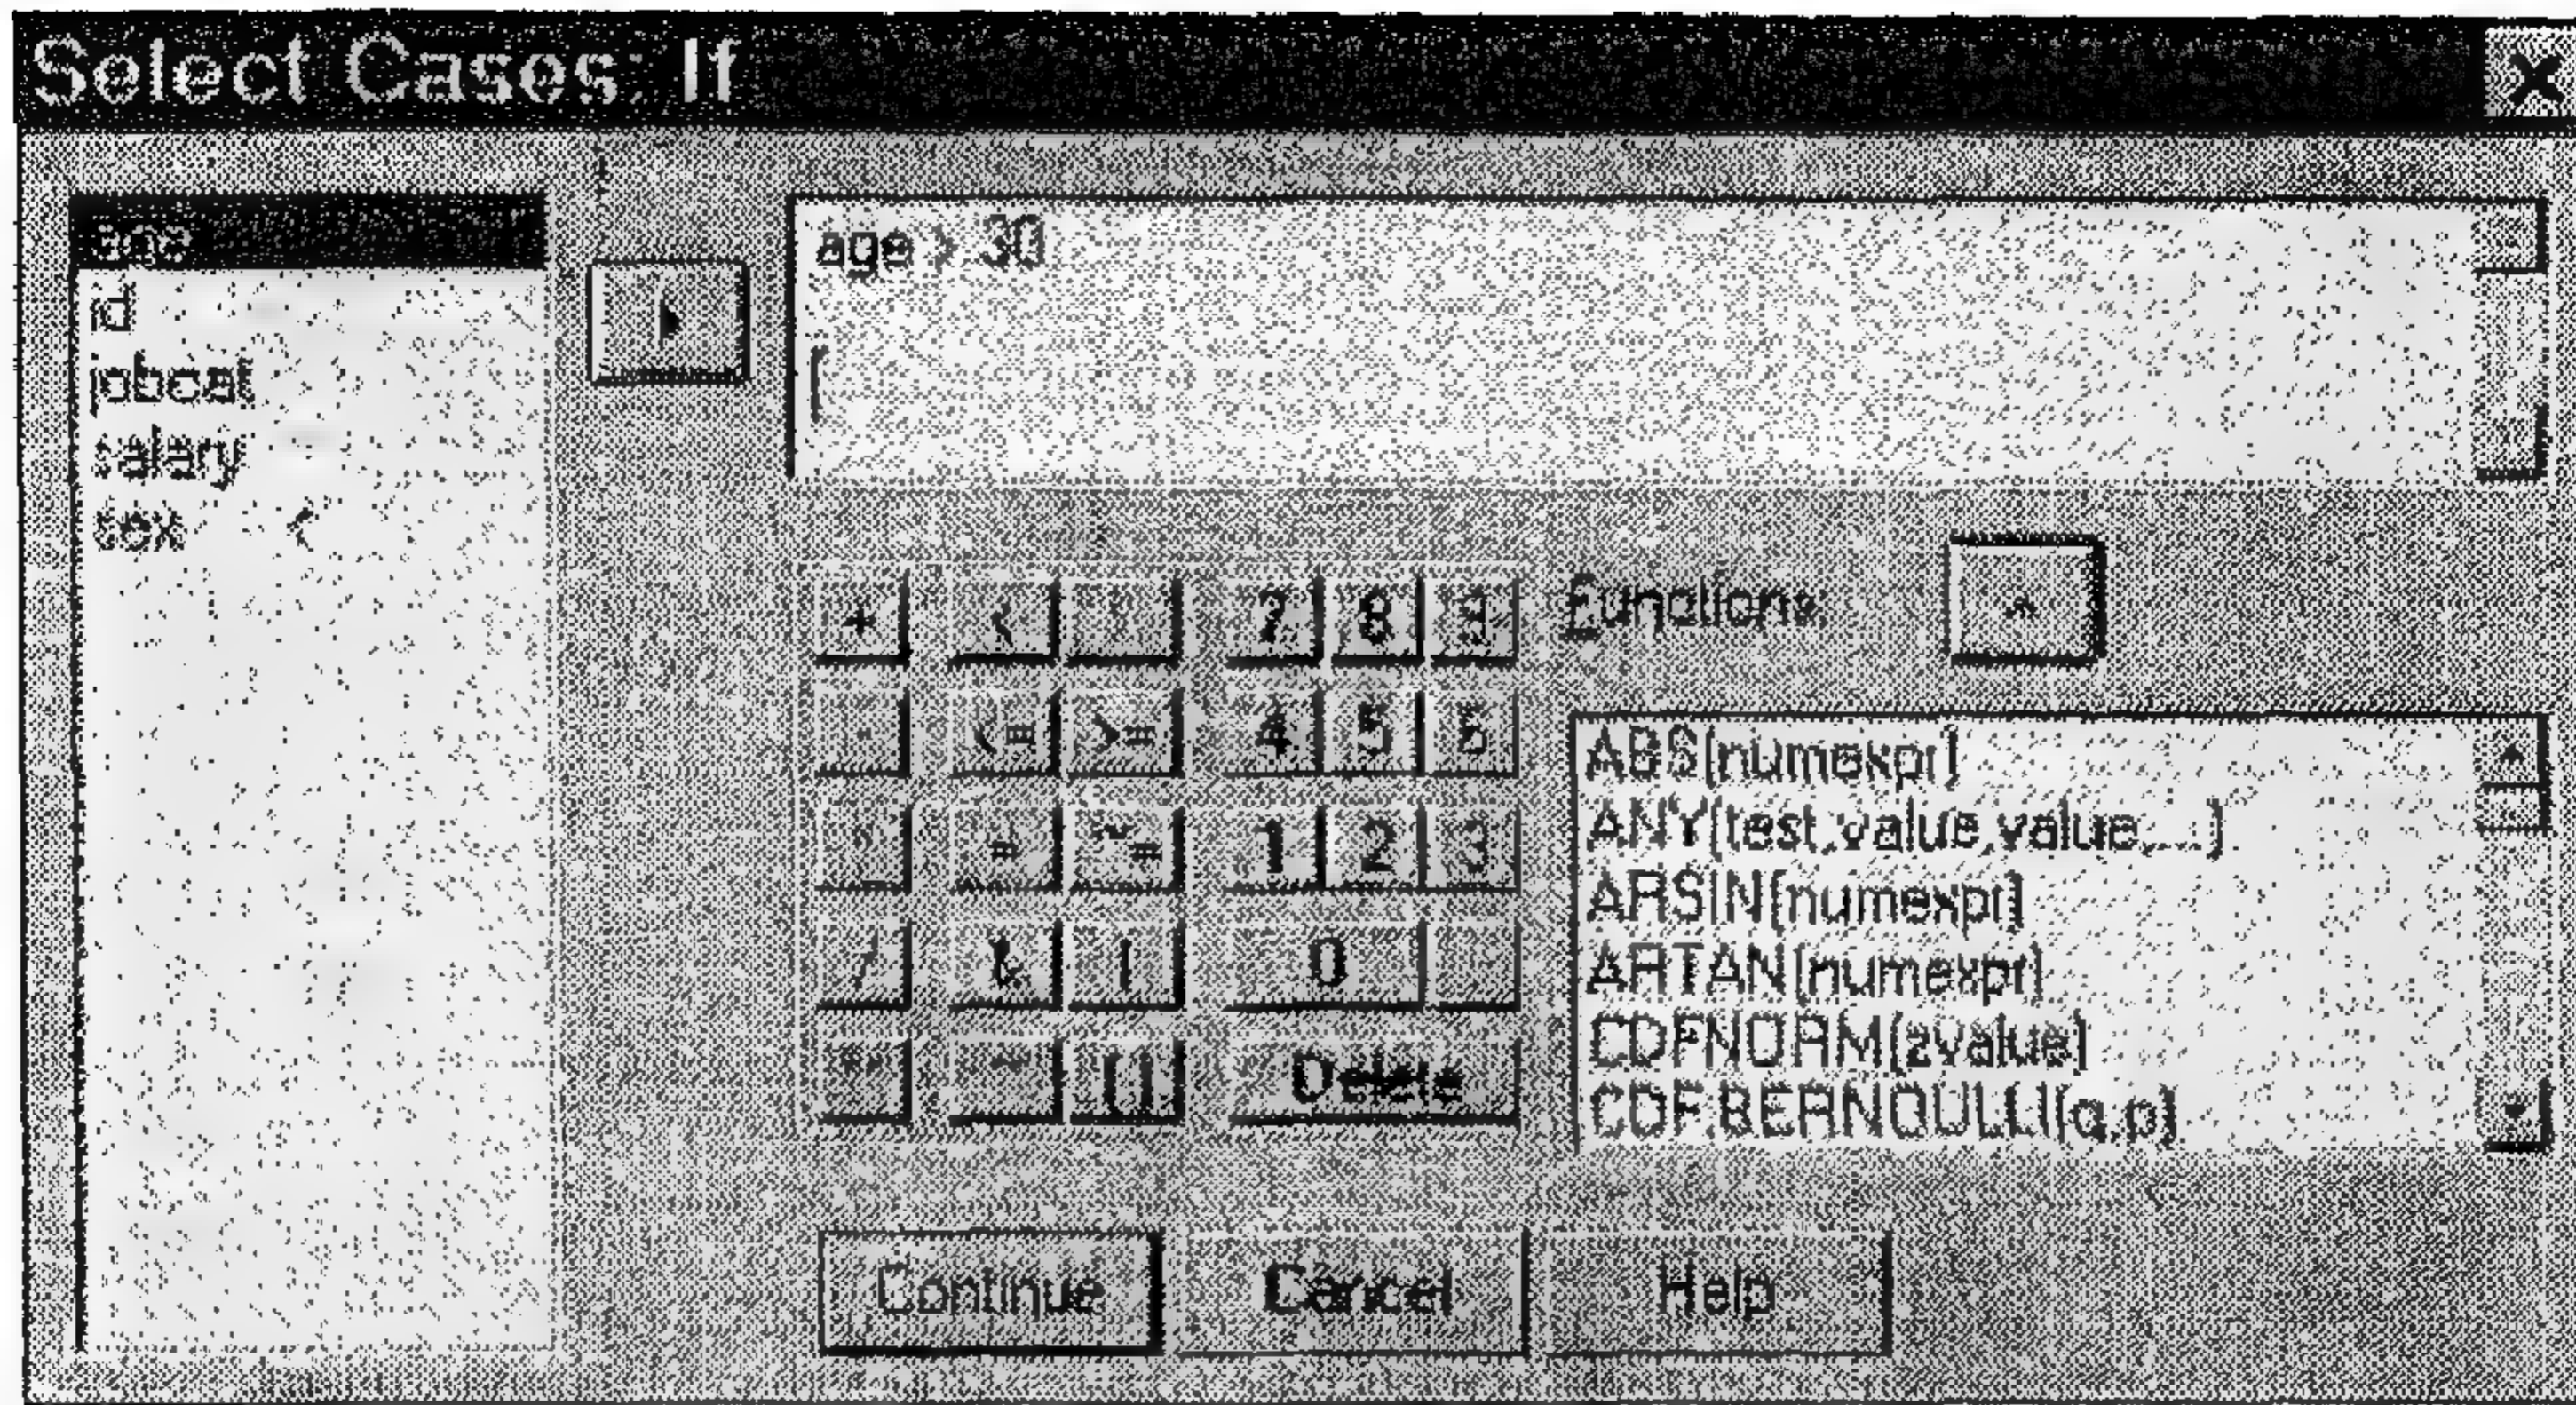 Select Cases: If
age
id
jobcat
salary
sex
age > 30
+ < 7 8 9
- <= >= 4 5 6
= ~= 1 2 3
/ & | 0
** ~ () Delete
Functions:
ABS(numexpr)
ANY(test,value,value,...)
ARSIN(numexpr)
ARTAN(numexpr)
CDFNORM(zvalue)
CDF.BERNOULLI(q,p)
Continue Cancel Help